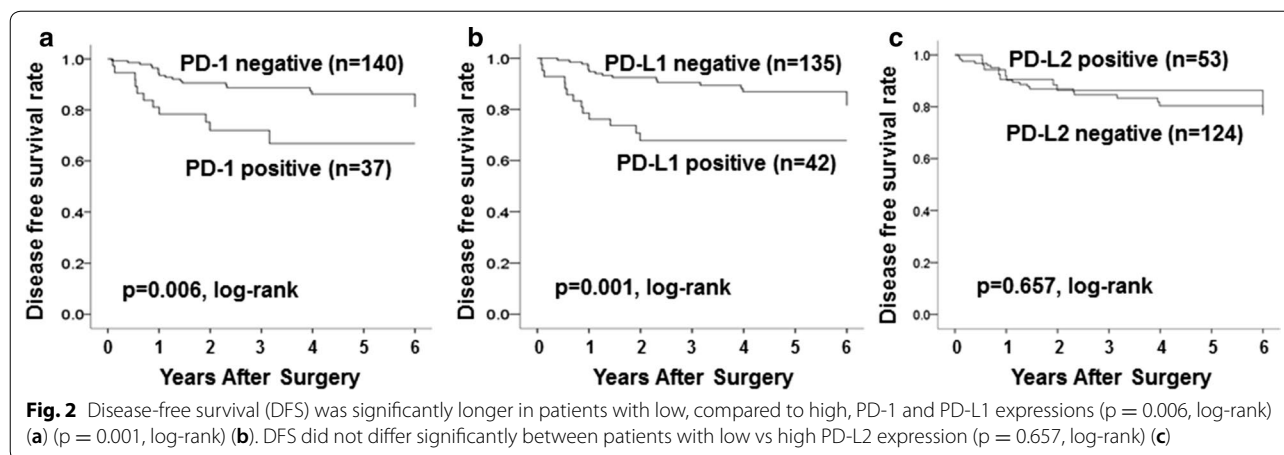 a
Disease free survival rate
1.0
0.8
0.6
0.4
0.2
0.0
PD-1 negative (n=140)
PD-1 positive (n=37)
p=0.006, log-rank
0 1 2 3 4 5 6
Years After Surgery
b
Disease free survival rate
1.0
0.8
0.6
0.4
0.2
0.0
PD-L1 negative (n=135)
PD-L1 positive (n=42)
p=0.001, log-rank
0 1 2 3 4 5 6
Years After Surgery
c
Disease free survival rate
1.0
0.8
0.6
0.4
0.2
0.0
PD-L2 positive (n=53)
PD-L2 negative (n=124)
p=0.657, log-rank
0 1 2 3 4 5 6
Years After Surgery
Fig. 2 Disease-free survival (DFS) was significantly longer in patients with low, compared to high, PD-1 and PD-L1 expressions (p = 0.006, log-rank)
(a) (p = 0.001, log-rank) (b). DFS did not differ significantly between patients with low vs high PD-L2 expression (p = 0.657, log-rank) (c)